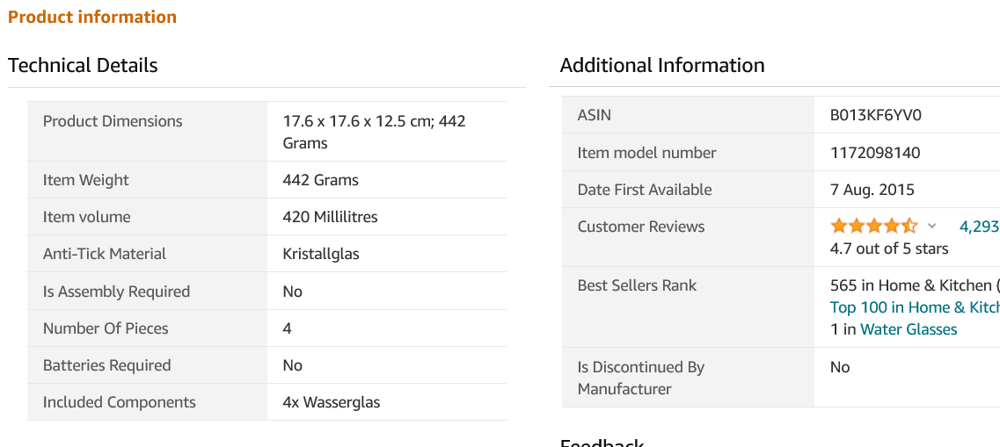 Product information
Technical Details
Product Dimensions 17.6 x 17.6 x 12.5 cm; 442
Grams
Item Weight 442 Grams
Item volume 420 Millilitres
Anti-Tick Material Kristallglas
Is Assembly Required No
Number Of Pieces 4
Batteries Required No
Included Components 4x Wasserglas
Additional Information
ASIN B013KF6YV0
Item model number 1172098140
Date First Available 7 Aug. 2015
Customer Reviews 4,293
4.7 out of 5 stars
Best Sellers Rank 565 in Home & Kitchen (
Top 100 in Home & Kitch
1 in Water Glasses
Is Discontinued By No
Manufacturer
Feedback